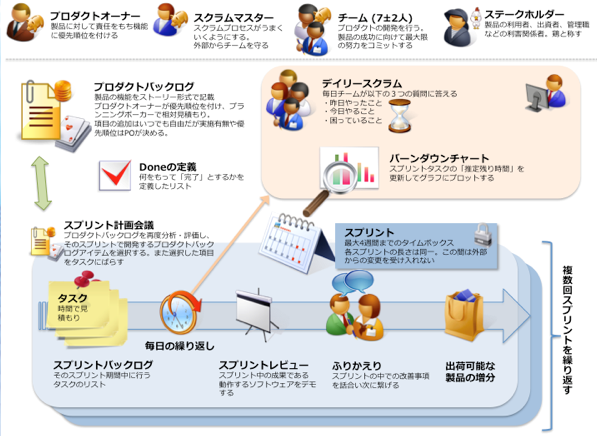 プロダクトオーナー
製品に対して責任をもち機能
に優先順位を付ける
スクラムマスター
スクラムプロセスがうまく
いくようにする。
外部からチームを守る
チーム (7±2人)
プロダクトの開発を行う。
製品の成功に向けて最大限
の努力をコミットする
ステークホルダー
製品の利用者、出資者、管理職
などの利害関係者。鶏と称す
プロダクトバックログ
製品の機能をストーリー形式で記載
プロダクトオーナーが優先順位を付け、プラ
ンニングポーカーで相対見積もり。
項目の追加はいつでも自由だが実施有無や優
先順位はPOが決める。
デイリースクラム
毎日チームが以下の３つの質問に答える
・昨日やったこと
・今日やること
・困っていること
Doneの定義
何をもって「完了」とするかを
定義したリスト
バーンダウンチャート
スプリントタスクの「推定残り時間」を
更新してグラフにプロットする
スプリント計画会議
プロダクトバックログを再度分析・評価し、
そのスプリントで開発するプロダクトバック
ログアイテムを選択する。また選択した項目
をタスクにばらす
スプリント
最大4週間までのタイムボックス
各スプリントの長さは同一。この間は外部
からの変更を受け入れない
複数回スプリントを繰り返す
タスク
時間で見
積もり
毎日の繰り返し
スプリントバックログ
そのスプリント期間中に行う
タスクのリスト
スプリントレビュー
スプリント中の成果である
動作するソフトウェアをデモ
する
ふりかえり
スプリントの中での改善事項
を話合い次に繋げる
出荷可能な
製品の増分